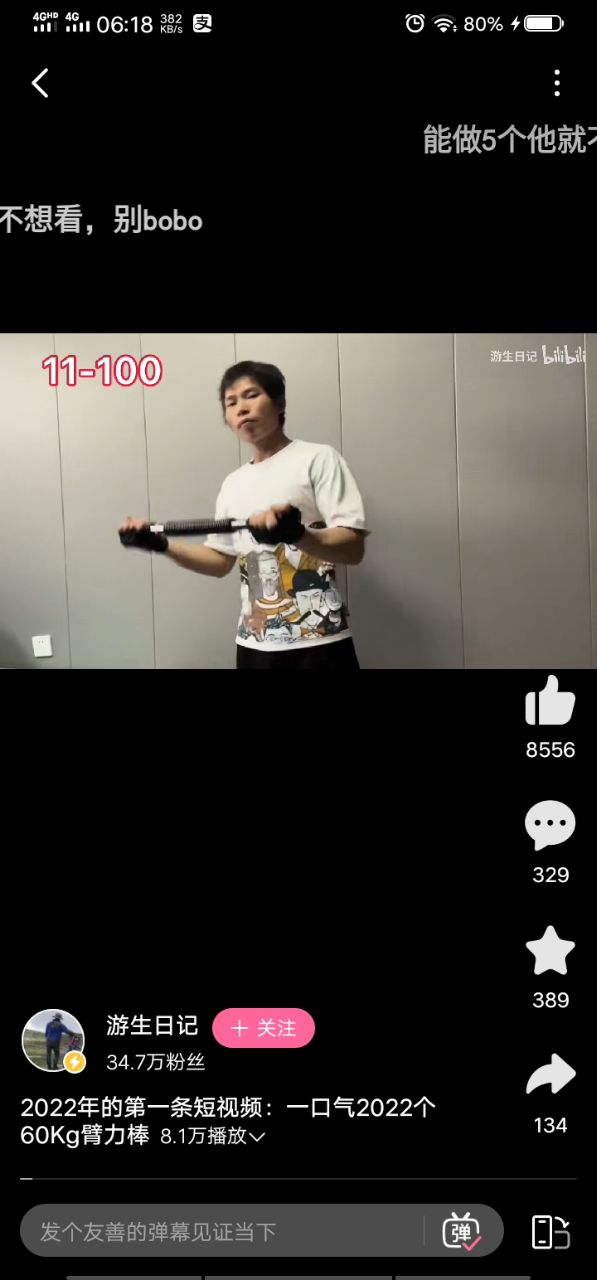 4GHD 4G 06:18 382 KB/s 支 80%
能做5个他就不
不想看，别bobo
11-100
游生日记 bilibili
8556
329
389
游生日记 + 关注
34.7万粉丝
134
2022年的第一条短视频：一口气2022个
60Kg臂力棒 8.1万播放
发个友善的弹幕见证当下 弹